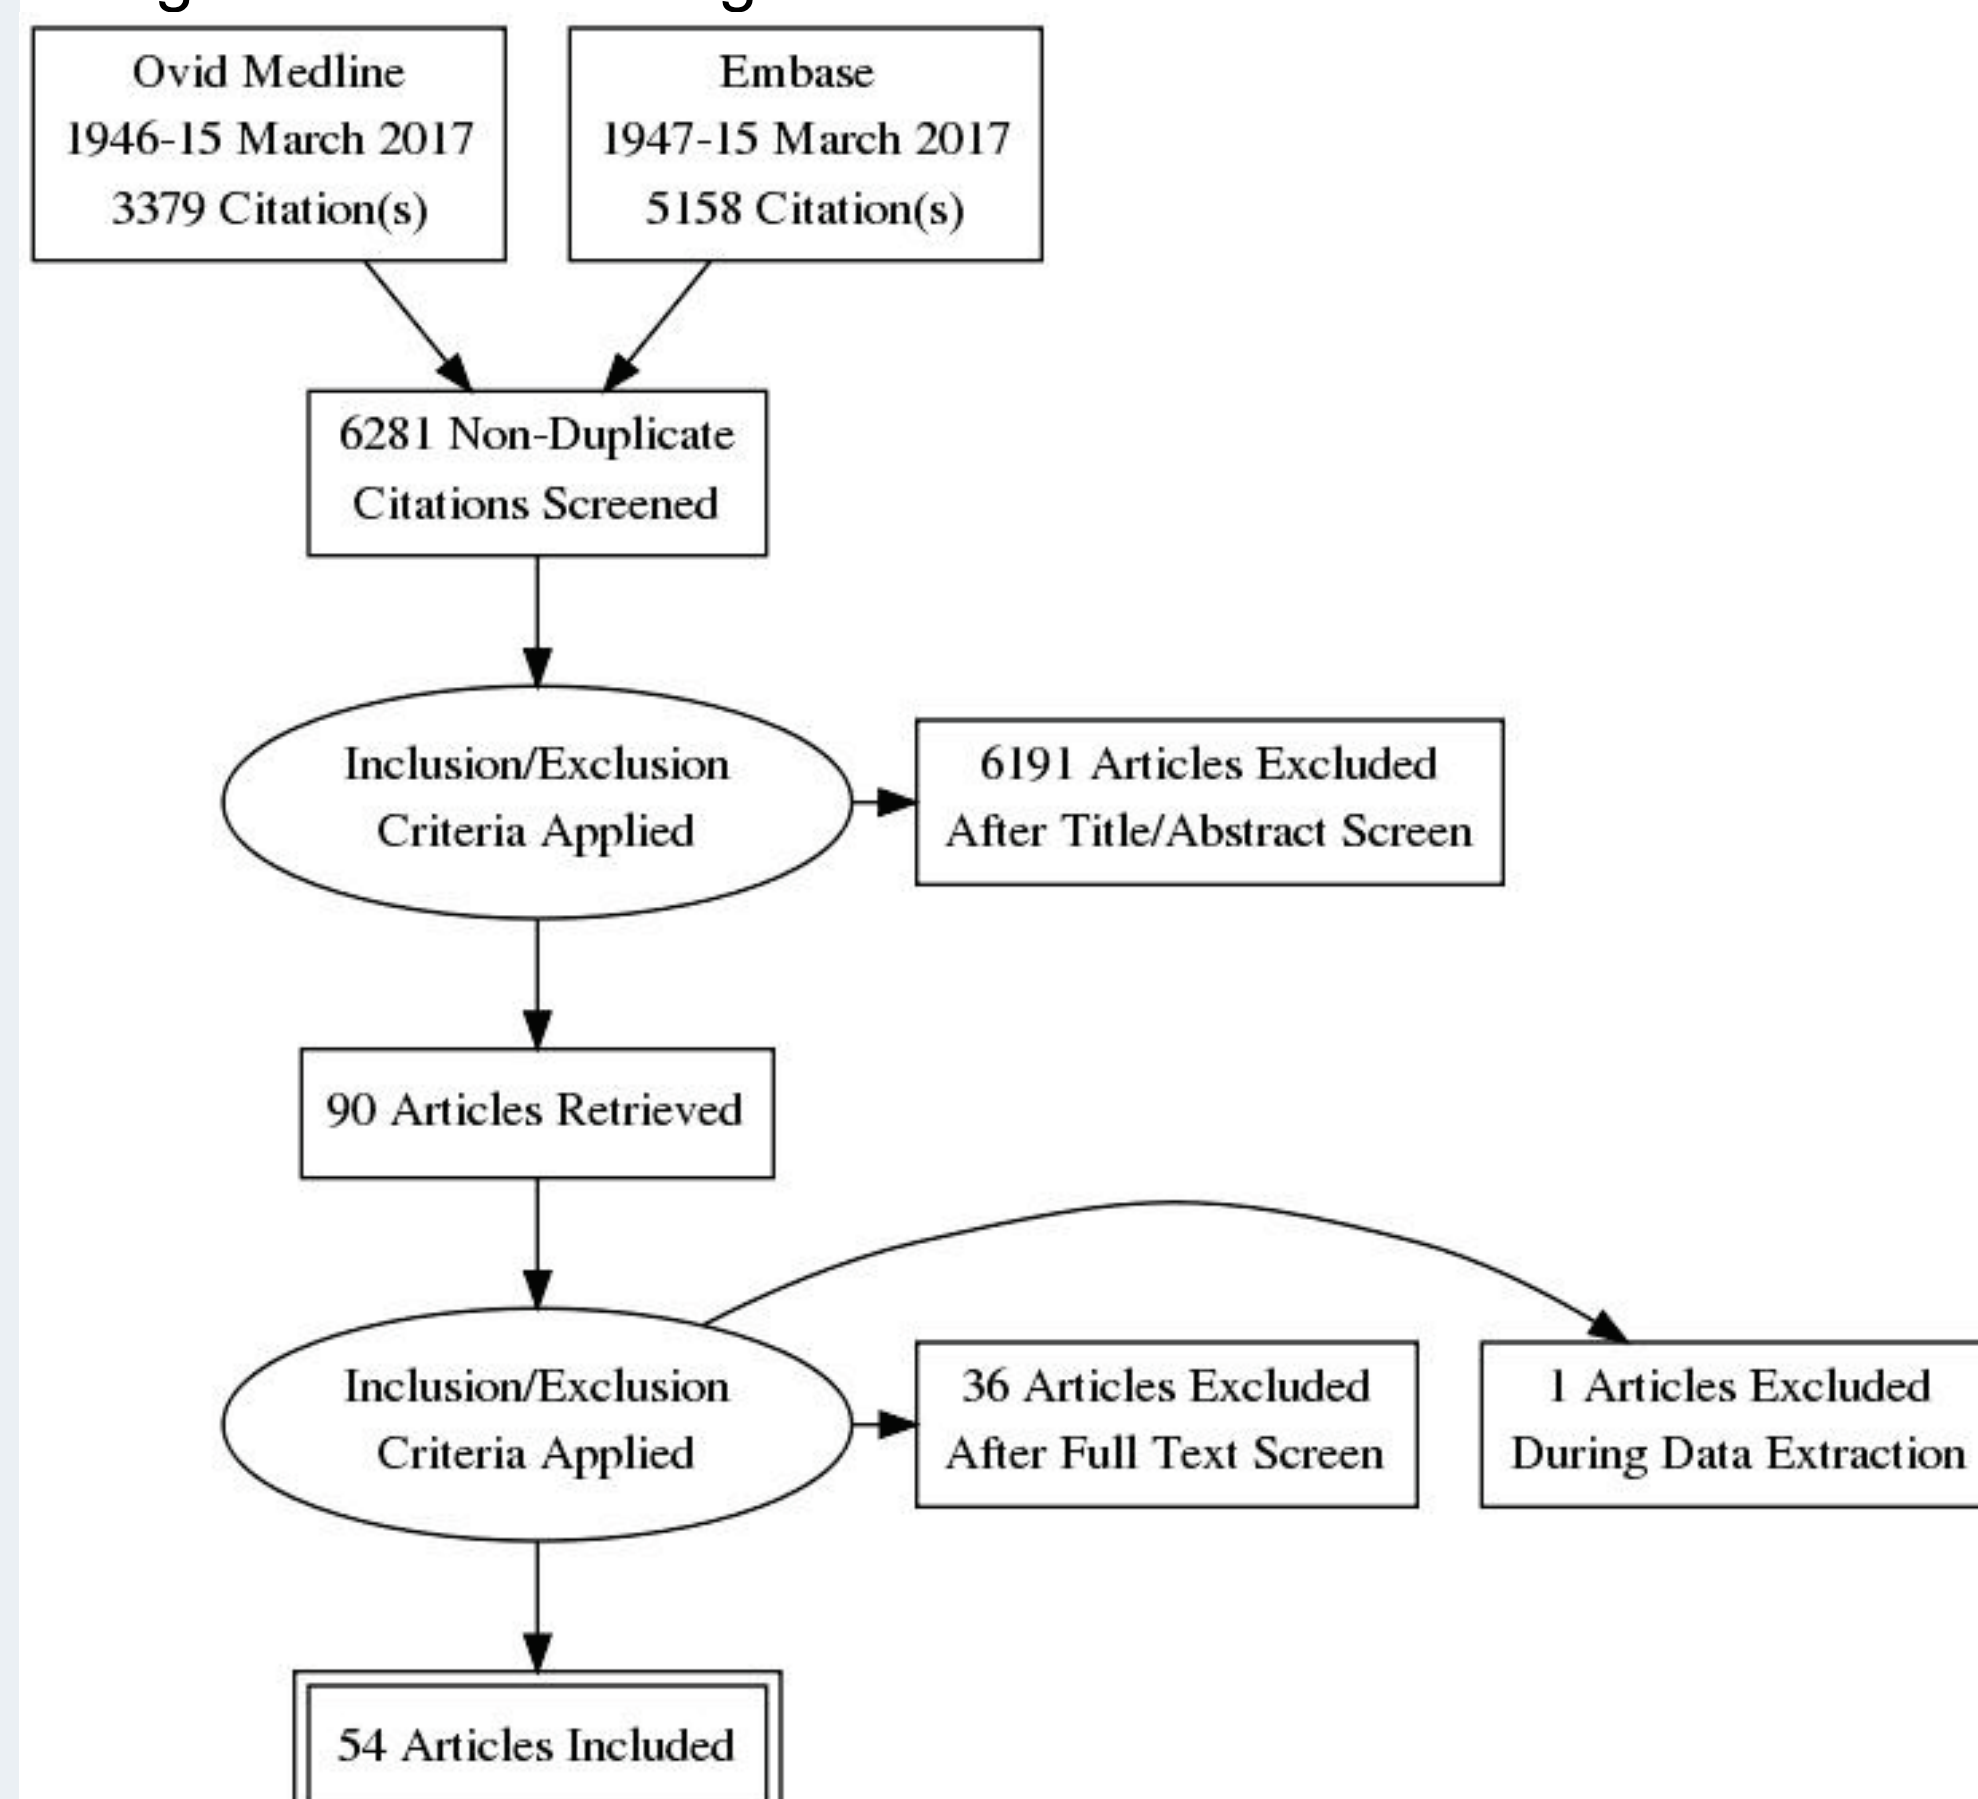 Ovid Medline
1946-15 March 2017
3379 Citation(s)
Embase
1947-15 March 2017
5158 Citation(s)
6281 Non-Duplicate
Citations Screened
Inclusion/Exclusion
Criteria Applied
6191 Articles Excluded
After Title/Abstract Screen
90 Articles Retrieved
Inclusion/Exclusion
Criteria Applied
36 Articles Excluded
After Full Text Screen
1 Articles Excluded
During Data Extraction
54 Articles Included